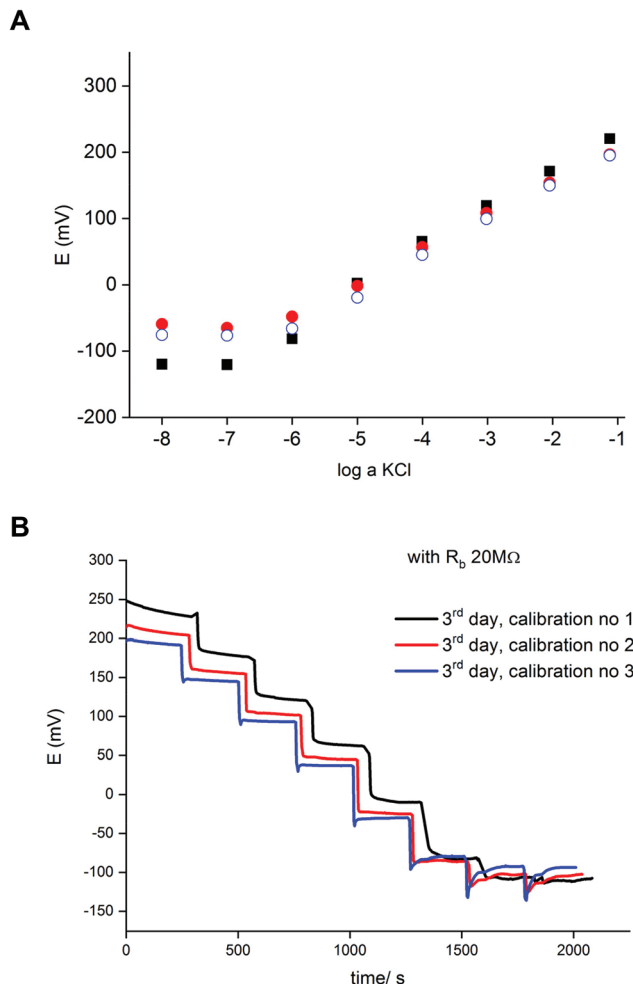 A
300
200
100
0
-100
-200
E (mV)
-8 -7 -6 -5 -4 -3 -2 -1
log a KCl
B
with Rb 20MΩ
3rd day, calibration no 1
3rd day, calibration no 2
3rd day, calibration no 3
300
250
200
150
100
50
0
-50
-100
-150
E (mV)
0 500 1000 1500 2000
time/ s